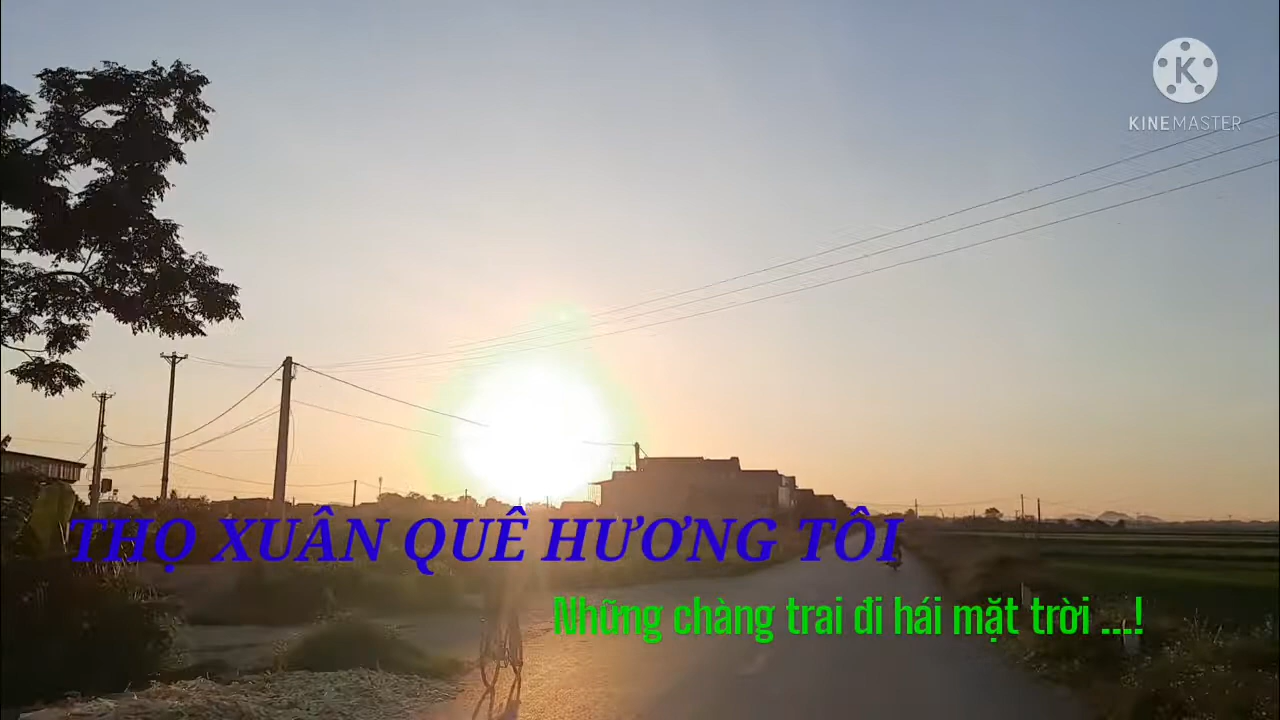 KINEMASTER
THỌ XUÂN QUÊ HƯƠNG TÔI
Những chàng trai đi hái mặt trời ...!